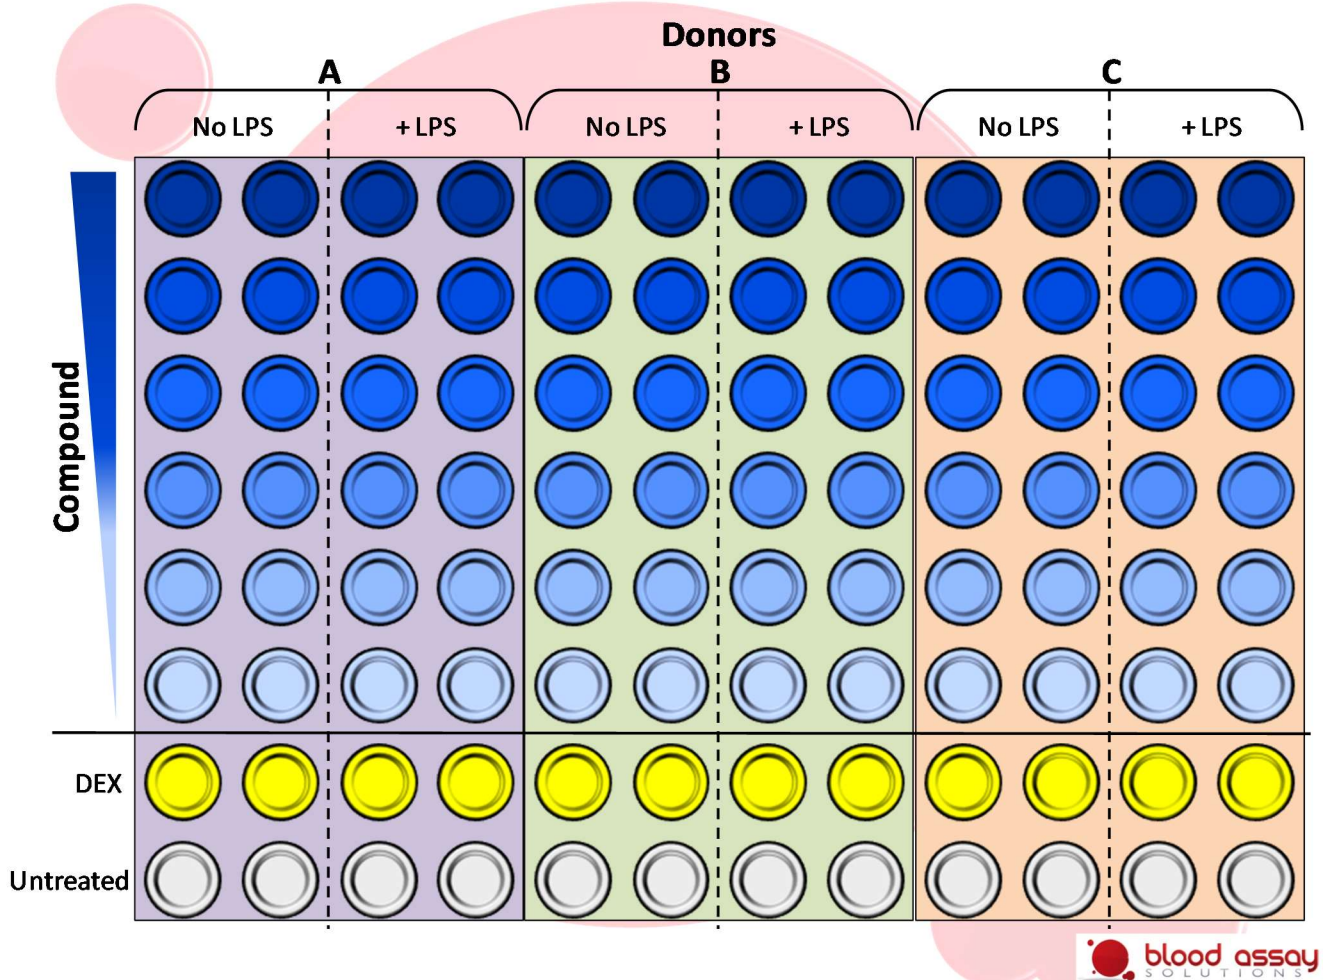 Donors
A B C
No LPS + LPS No LPS + LPS No LPS + LPS
Compound
DEX
Untreated
blood assay
SOLUTIONS